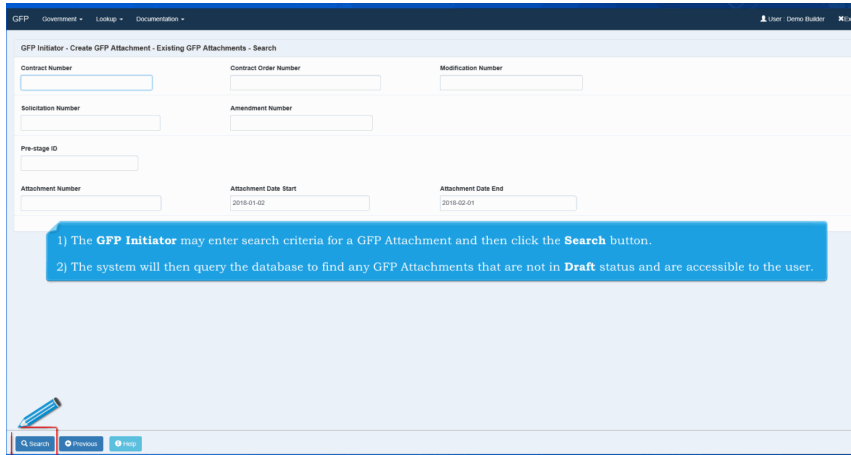 GFP Government Lookup Documentation User : Demo Builder
GFP Initiator - Create GFP Attachment - Existing GFP Attachments - Search
Contract Number Contract Order Number Modification Number
Solicitation Number Amendment Number
Pre-stage ID
Attachment Number Attachment Date Start Attachment Date End
2018-01-02 2018-02-01
1) The GFP Initiator may enter search criteria for a GFP Attachment and then click the Search button.
2) The system will then query the database to find any GFP Attachments that are not in Draft status and are accessible to the user.
Search Previous Help